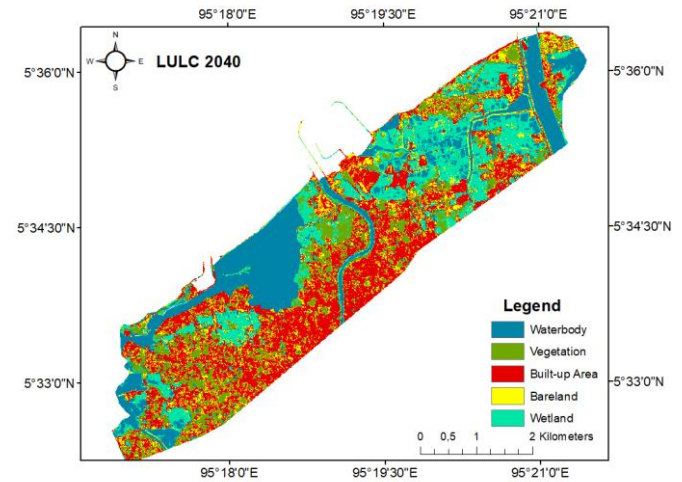 95°18'0"E 95°19'30"E 95°21'0"E
N
W E
S
LULC 2040
5°36'0"N 5°36'0"N
5°34'30"N 5°34'30"N
5°33'0"N 5°33'0"N
Legend
Waterbody
Vegetation
Built-up Area
Bareland
Wetland
0 0.5 1 2 Kilometers
95°18'0"E 95°19'30"E 95°21'0"E